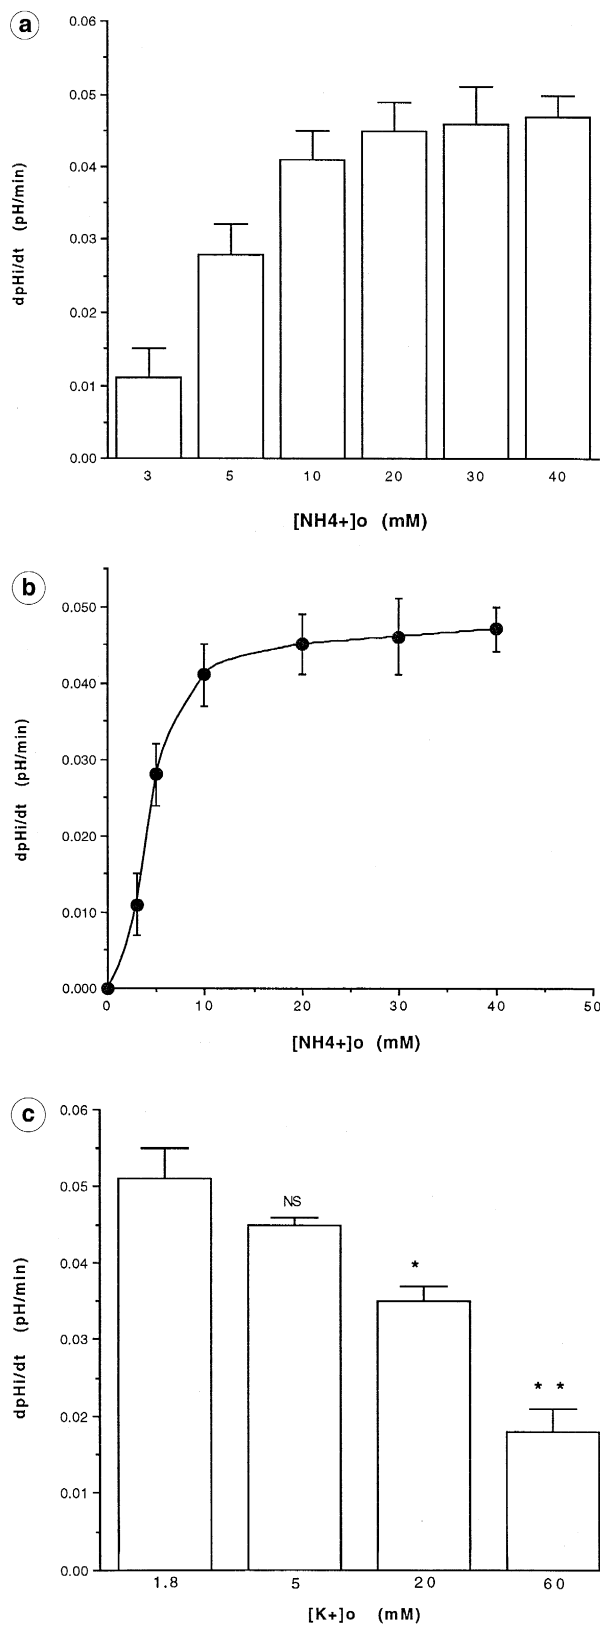 a
0.06
0.05
0.04
0.03
0.02
0.01
0.00
dpHi/dt (pH/min)
3 5 10 20 30 40
[NH4+]o (mM)
b
0.050
0.040
0.030
0.020
0.010
0.000
dpHi/dt (pH/min)
0 10 20 30 40 50
[NH4+]o (mM)
c
0.06
0.05
0.04
0.03
0.02
0.01
0.00
dpHi/dt (pH/min)
NS
*
* *
1.8 5 20 60
[K+]o (mM)